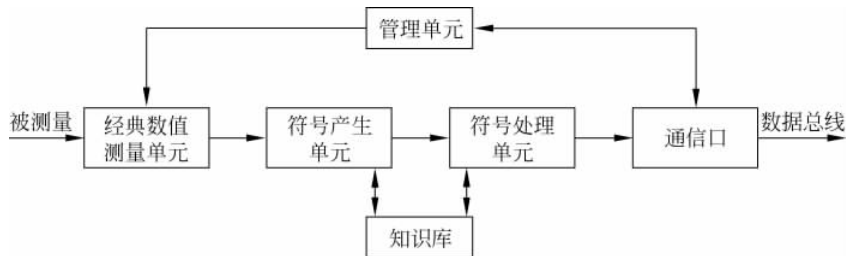 管理单元
被测量
经典数值
测量单元
符号产生
单元
符号处理
单元
通信口
数据总线
知识库